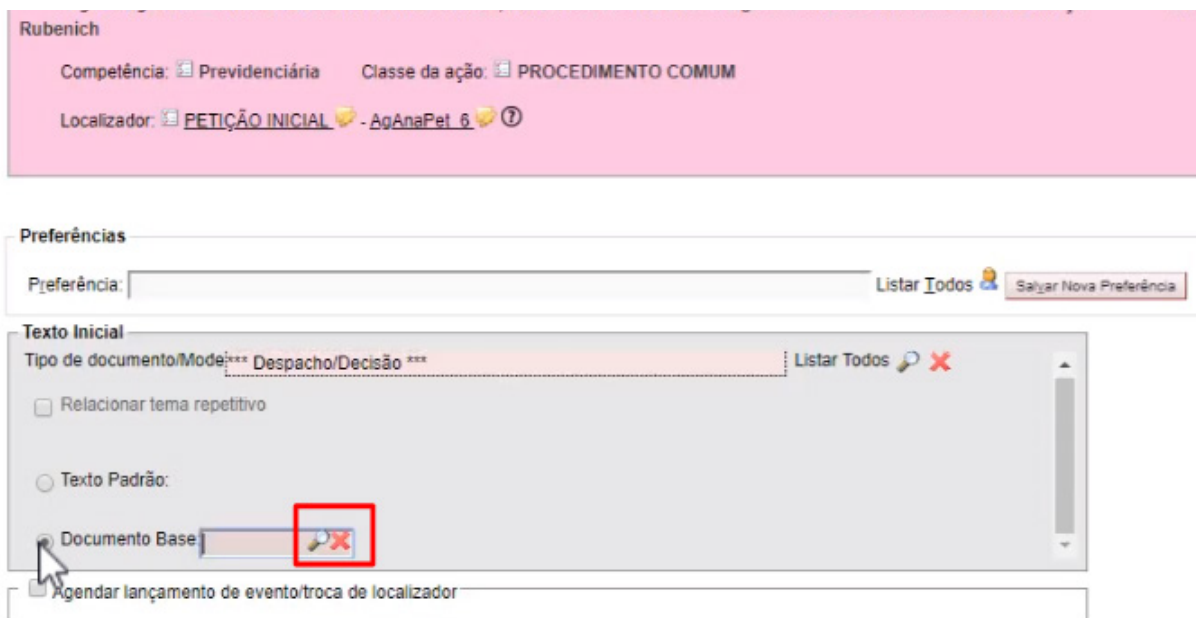 Rubenich
Competência: Previdenciária Classe da ação: PROCEDIMENTO COMUM
Localizador: PETIÇÃO INICIAL - AgAnaPet_6
Preferências
Preferência: Listar Todos Salvar Nova Preferência
Texto Inicial
Tipo de documento/Mode *** Despacho/Decisão *** Listar Todos
Relacionar tema repetitivo
Texto Padrão:
Documento Base:
Agendar lançamento de evento/troca de localizador